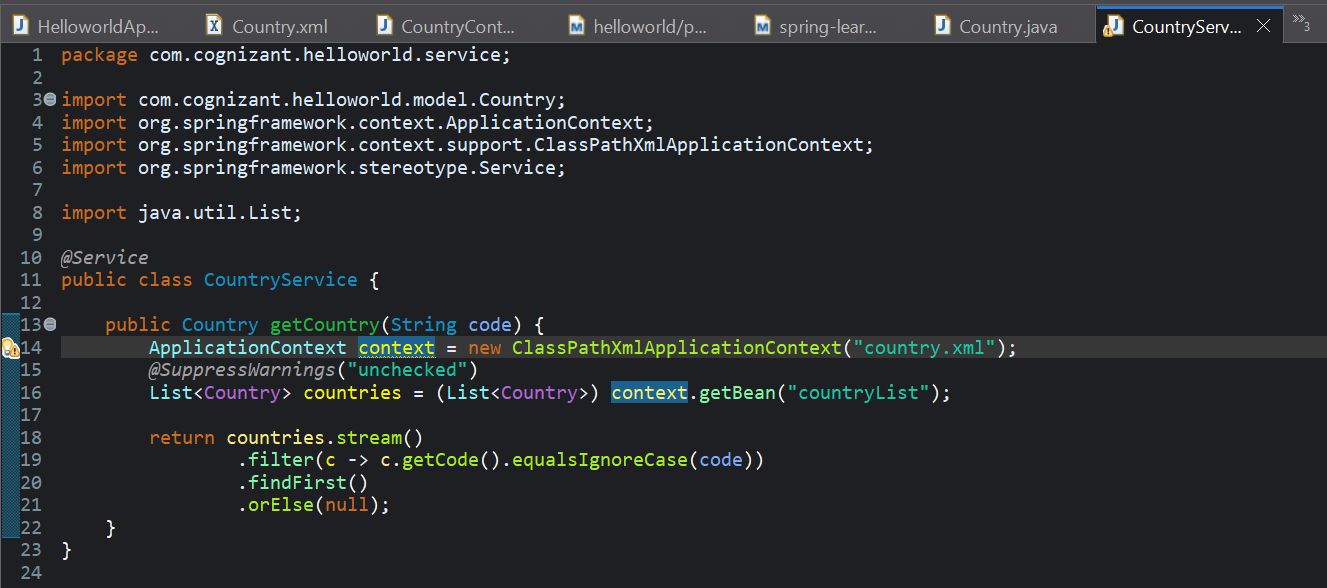 HelloworldAp... Country.xml CountryCont... helloworld/p... spring-lear... Country.java CountryServ... 3
1 package com.cognizant.helloworld.service;
2
3 import com.cognizant.helloworld.model.Country;
4 import org.springframework.context.ApplicationContext;
5 import org.springframework.context.support.ClassPathXmlApplicationContext;
6 import org.springframework.stereotype.Service;
7
8 import java.util.List;
9
10 @Service
11 public class CountryService {
12
13     public Country getCountry(String code) {
14         ApplicationContext context = new ClassPathXmlApplicationContext("country.xml");
15         @SuppressWarnings("unchecked")
16         List<Country> countries = (List<Country>) context.getBean("countryList");
17
18         return countries.stream()
19                 .filter(c -> c.getCode().equalsIgnoreCase(code))
20                 .findFirst()
21                 .orElse(null);
22     }
23 }
24